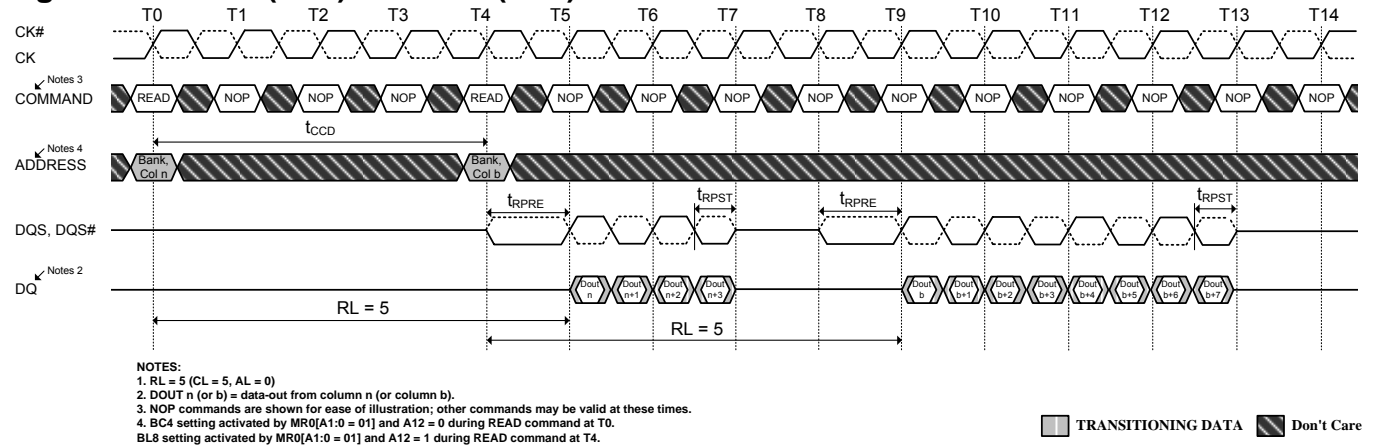 T0 T1 T2 T3 T4 T5 T6 T7 T8 T9 T10 T11 T12 T13 T14
CK#
CK
Notes 3
COMMAND READ NOP NOP NOP READ NOP NOP NOP NOP NOP NOP NOP NOP NOP NOP
tCCD
Notes 4
ADDRESS
Bank, Col n
Bank, Col b
tRPRE tRPST tRPRE tRPST
DQS, DQS#
Notes 2
DQ
Dout n
Dout n+1
Dout n+2
Dout n+3
Dout b
Dout b+1
Dout b+2
Dout b+3
Dout b+4
Dout b+5
Dout b+6
Dout b+7
RL = 5
RL = 5
NOTES:
1. RL = 5 (CL = 5, AL = 0)
2. DOUT n (or b) = data-out from column n (or column b).
3. NOP commands are shown for ease of illustration; other commands may be valid at these times.
4. BC4 setting activated by MR0[A1:0 = 01] and A12 = 0 during READ command at T0.
BL8 setting activated by MR0[A1:0 = 01] and A12 = 1 during READ command at T4.
TRANSITIONING DATA Don't Care